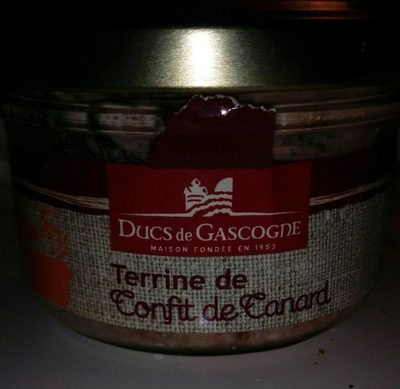 DUCS DE GASCOGNE
MAISON FONDÉE EN 1953
Terrine de
Confit de Canard